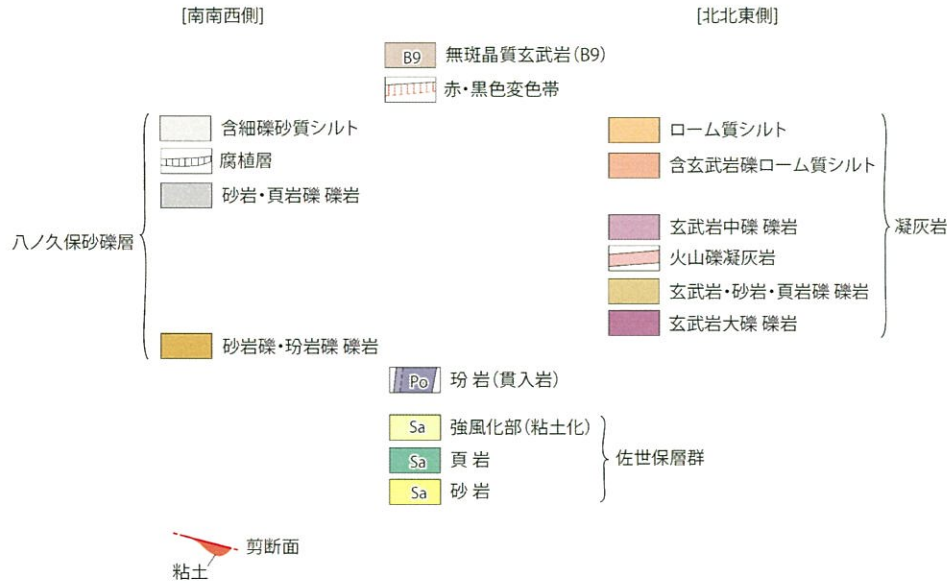 [南南西側]
[北北東側]
B9 無斑晶質玄武岩(B9)
赤・黒色変色帯
八ノ久保砂礫層
含細礫砂質シルト
腐植層
砂岩・頁岩礫 礫岩
砂岩礫・玢岩礫 礫岩
ローム質シルト
含玄武岩礫ローム質シルト
玄武岩中礫 礫岩
火山礫凝灰岩
玄武岩・砂岩・頁岩礫 礫岩
玄武岩大礫 礫岩
凝灰岩
Po 玢 岩(貫入岩)
Sa 強風化部(粘土化)
Sa 頁 岩
Sa 砂 岩
佐世保層群
剪断面
粘土